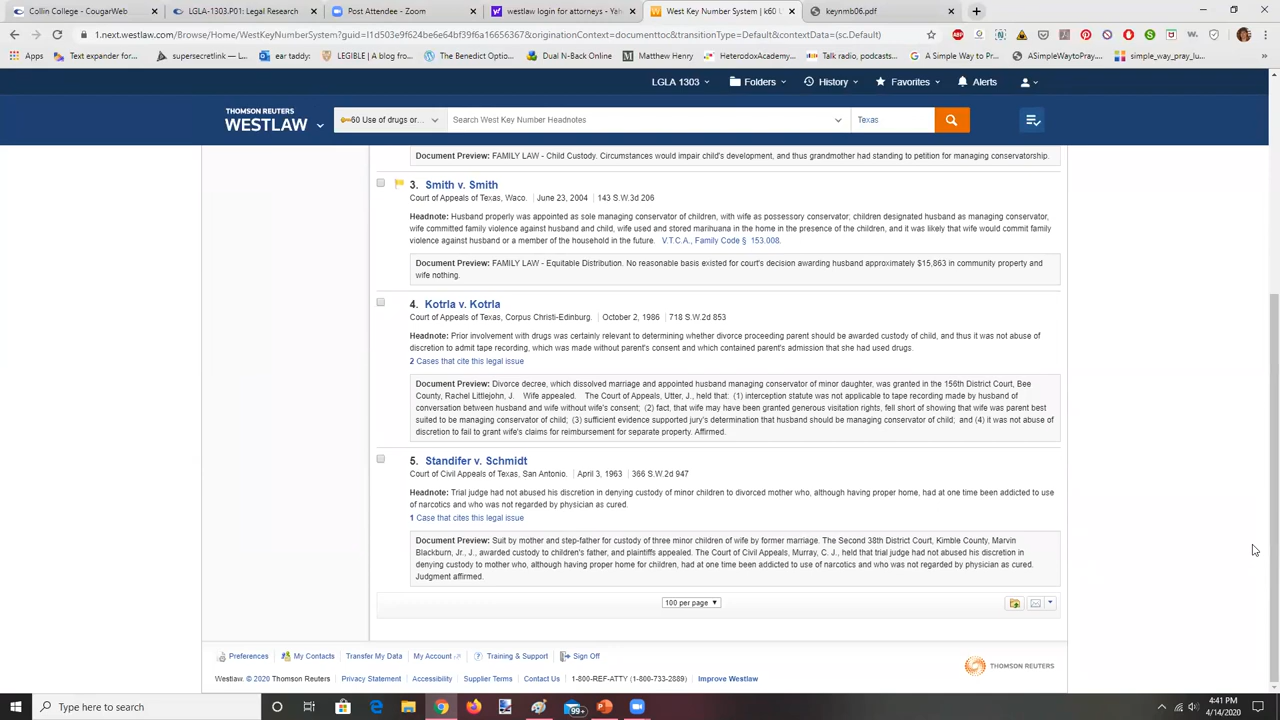 Collin College - CougarWeb
LGLA 1303.P01
Yahoo - login
West Key Number System | k60 U
keynmb06.pdf
1.next.westlaw.com/Browse/Home/WestKeyNumberSystem?guid=I1d503e9f624be6e64bf39f6a16656367&originationContext=documenttoc&transitionType=Default&contextData=(sc.Default)
Apps
Text expander for...
supersecretlink — L...
ear taddy:
LEGIBLE | TO BE RE...
Dual N-Back Online
Matthew Henry
HeterodoxAcademy...
Talk radio, podcasts...
A Simple Way to Pr...
ASimpleWaytoPray...
simple_way_pray_lu...
LGLA 1303
Folders
History
Favorites
Alerts
THOMSON REUTERS
WESTLAW
60 Use of drugs or...
Search West Key Number Headnotes
Texas
Document Preview: FAMILY LAW - Child Custody. Circumstances would impair child's development, and thus grandmother had standing to petition for managing conservatorship.
3. Smith v. Smith
Court of Appeals of Texas, Waco. | June 23, 2004 | 143 S.W.3d 206
Headnote: Husband properly was appointed as sole managing conservator of children, with wife as possessory conservator; children designated husband as managing conservator,
wife committed family violence against husband and child, wife used and stored marihuana in the home in the presence of the children, and it was likely that wife would commit family
violence against husband or a member of the household in the future. V.T.C.A., Family Code § 153.008.
Document Preview: FAMILY LAW - Equitable Distribution. No reasonable basis existed for court's decision awarding husband approximately $15,863 in community property and
wife nothing.
4. Kotrla v. Kotrla
Court of Appeals of Texas, Corpus Christi-Edinburg. | October 2, 1986 | 718 S.W.2d 853
Headnote: Prior involvement with drugs was certainly relevant to determining whether divorce proceeding parent should be awarded custody of child, and thus it was not abuse of
discretion to admit tape recording, which was made without parent's consent and which contained parent's admission that she had used drugs.
2 Cases that cite this legal issue
Document Preview: Divorce decree, which dissolved marriage and appointed husband managing conservator of minor daughter, was granted in the 156th District Court, Bee
County, Rachel Littlejohn, J. Wife appealed. The Court of Appeals, Utter, J., held that: (1) interception statute was not applicable to tape recording made by husband of
conversation between husband and wife without wife's consent; (2) fact, that wife may have been granted generous visitation rights, fell short of showing that wife was parent best
suited to be managing conservator of child; (3) sufficient evidence supported jury's determination that husband should be managing conservator of child; and (4) it was not abuse of
discretion to fail to grant wife's claims for reimbursement for separate property. Affirmed.
5. Standifer v. Schmidt
Court of Civil Appeals of Texas, San Antonio. | April 3, 1963 | 366 S.W.2d 947
Headnote: Trial judge had not abused his discretion in denying custody of minor children to divorced mother who, although having proper home, had at one time been addicted to use
of narcotics and who was not regarded by physician as cured.
1 Case that cites this legal issue
Document Preview: Suit by mother and step-father for custody of three minor children of wife by former marriage. The Second 38th District Court, Kimble County, Marvin
Blackburn, Jr., J., awarded custody to children's father, and plaintiffs appealed. The Court of Civil Appeals, Murray, C. J., held that trial judge had not abused his discretion in
denying custody to mother who, although having proper home for children, had at one time been addicted to use of narcotics and who was not regarded by physician as cured.
Judgment affirmed.
100 per page
Preferences
My Contacts
Transfer My Data
My Account
Training & Support
Sign Off
THOMSON REUTERS
Westlaw. © 2020 Thomson Reuters
Privacy Statement
Accessibility
Supplier Terms
Contact Us
1-800-REF-ATTY (1-800-733-2889)
Improve Westlaw
Type here to search
99+
4:41 PM
4/14/2020